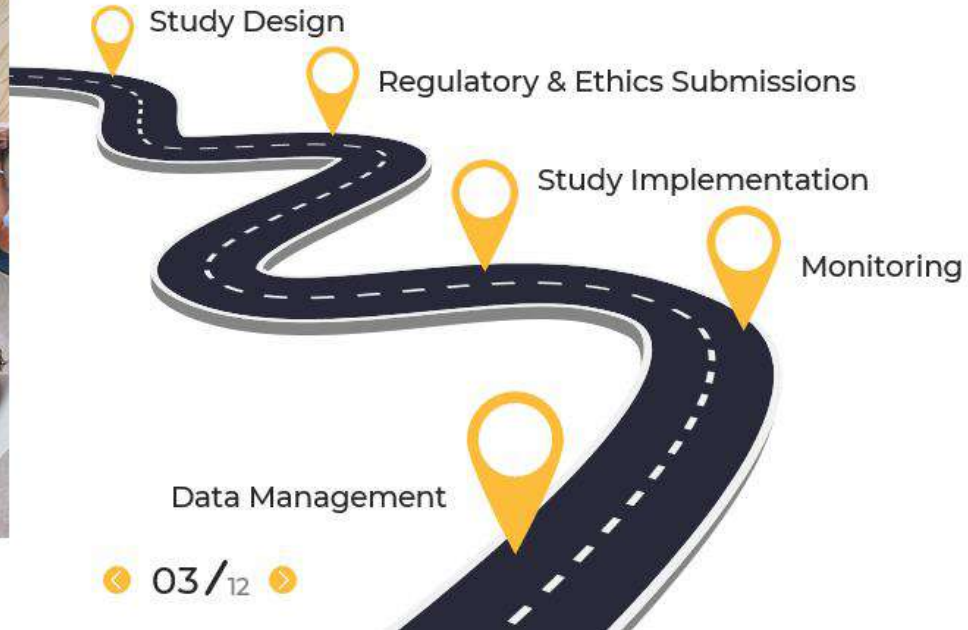 Study Design
Regulatory & Ethics Submissions
Study Implementation
Monitoring
Data Management
03/12